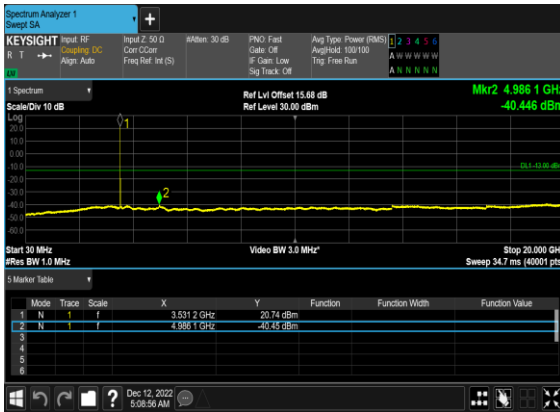 Spectrum Analyzer 1
Swept SA
KEYSIGHT
R T
Input: RF
Coupling: DC
Align: Auto
Input Z: 50 Ω
Corr CCorr
Freq Ref: Int (S)
#Atten: 30 dB
PNO: Fast
Gate: Off
IF Gain: Low
Sig Track: Off
Avg Type: Power (RMS)
Avg|Hold: 100/100
Trig: Free Run
1 2 3 4 5 6
A W W W W W
A N N N N N
1 Spectrum
Scale/Div 10 dB
Ref Lvl Offset 15.68 dB
Ref Level 30.00 dBm
Mkr2 4.986 1 GHz
-40.446 dBm
Log
20.0
10.0
0.00
-10.0
-20.0
-30.0
-40.0
-50.0
-60.0
1
2
DL1 -13.00 dBm
Start 30 MHz
#Res BW 1.0 MHz
Video BW 3.0 MHz*
Stop 20.000 GHz
Sweep 34.7 ms (40001 pts)
5 Marker Table
Mode Trace Scale X Y Function Function Width Function Value
1 N 1 f 3.531 2 GHz 20.74 dBm
2 N 1 f 4.986 1 GHz -40.45 dBm
3
4
5
6
?
Dec 12, 2022
5:08:56 AM